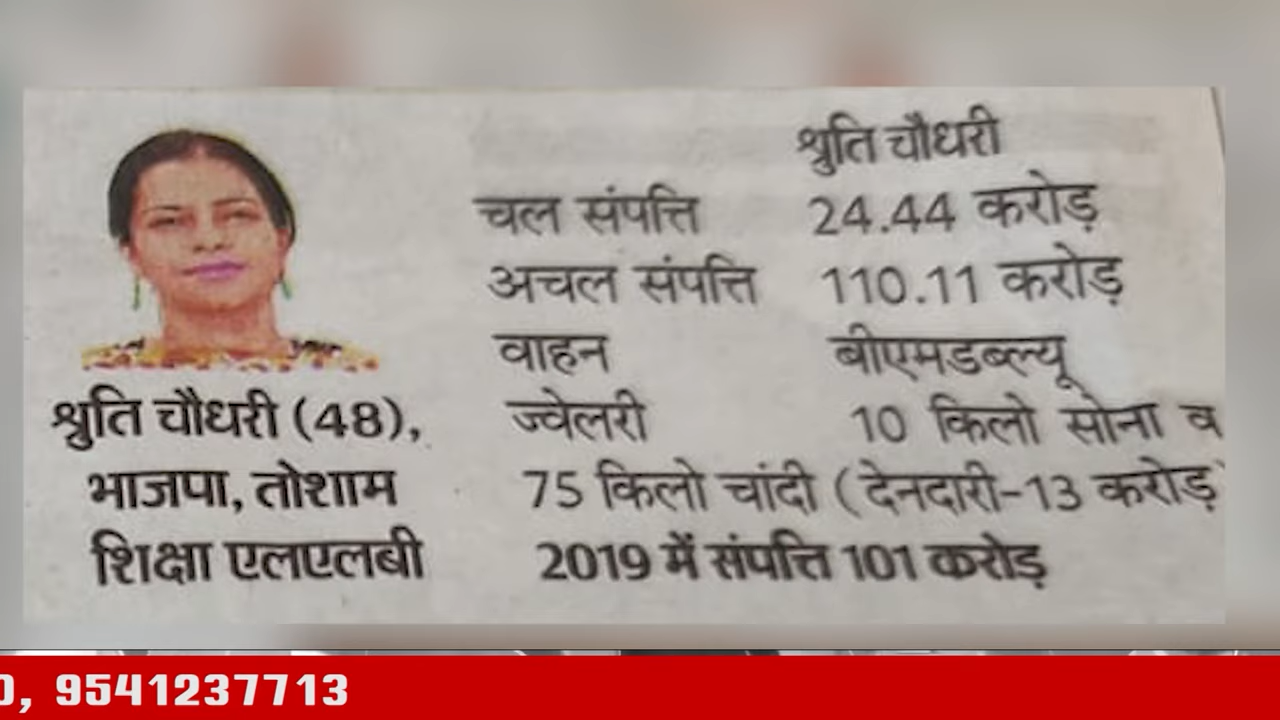 श्रुति चौधरी
चल संपत्ति 24.44 करोड़
अचल संपत्ति 110.11 करोड़
वाहन बीएमडब्ल्यू
ज्वेलरी 10 किलो सोना व
75 किलो चांदी (देनदारी-13 करोड़
2019 में संपत्ति 101 करोड़
श्रुति चौधरी (48),
भाजपा, तोशाम
शिक्षा एलएलबी
, 9541237713